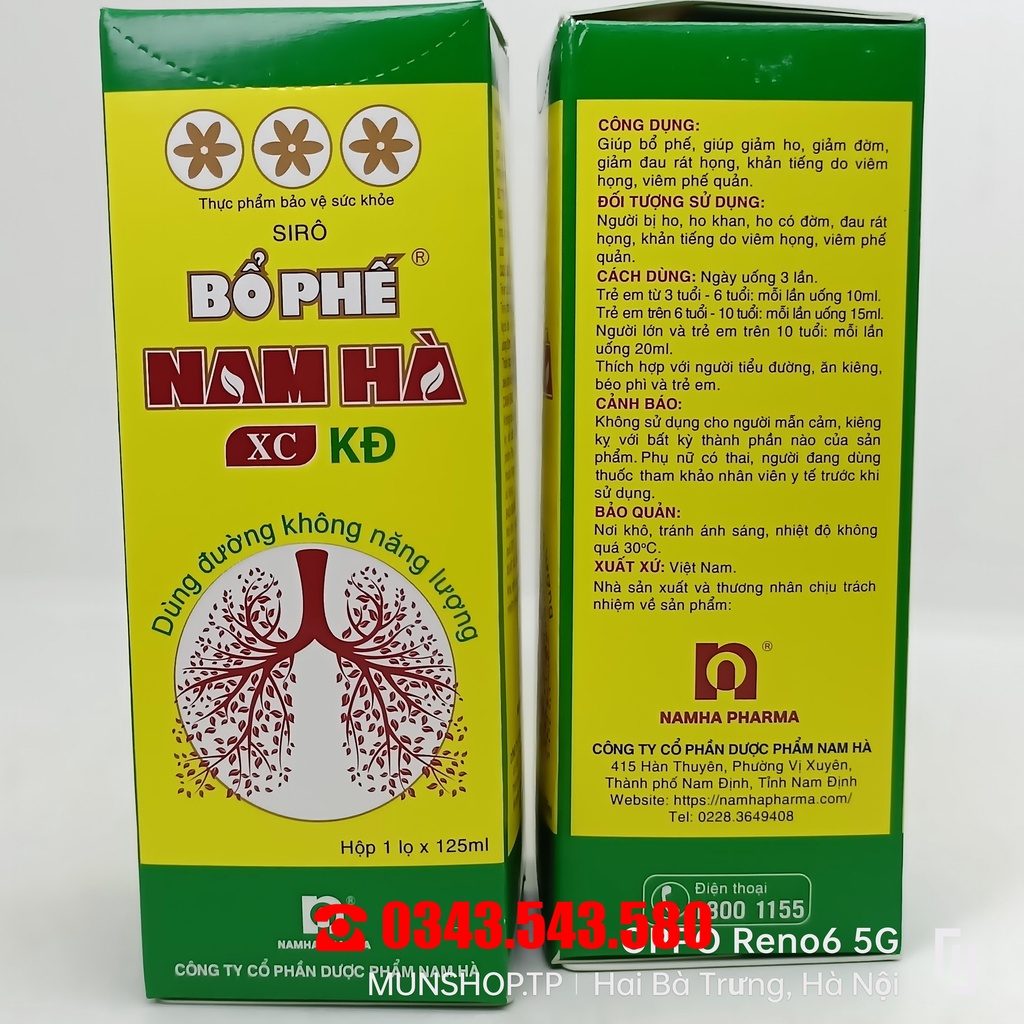 Thực phẩm bảo vệ sức khỏe
SIRÔ
BỔ PHẾ ®
NAM HÀ
XC KĐ
Dùng đường không năng lượng
Hộp 1 lọ x 125ml
NAMHA PHARMA
CÔNG TY CỔ PHẦN DƯỢC PHẨM NAM HÀ
CÔNG DỤNG:
Giúp bổ phế, giúp giảm ho, giảm đờm,
giảm đau rát họng, khản tiếng do viêm
họng, viêm phế quản.
ĐỐI TƯỢNG SỬ DỤNG:
Người bị ho, ho khan, ho có đờm, đau rát
họng, khản tiếng do viêm họng, viêm phế
quản.
CÁCH DÙNG: Ngày uống 3 lần.
Trẻ em từ 3 tuổi - 6 tuổi: mỗi lần uống 10ml.
Trẻ em trên 6 tuổi - 10 tuổi: mỗi lần uống 15ml.
Người lớn và trẻ em trên 10 tuổi: mỗi lần
uống 20ml.
Thích hợp với người tiểu đường, ăn kiêng,
béo phì và trẻ em.
CẢNH BÁO:
Không sử dụng cho người mẫn cảm, kiêng
kỵ với bất kỳ thành phần nào của sản
phẩm. Phụ nữ có thai, người đang dùng
thuốc tham khảo nhân viên y tế trước khi
sử dụng.
BẢO QUẢN:
Nơi khô, tránh ánh sáng, nhiệt độ không
quá 30°C.
XUẤT XỨ: Việt Nam.
Nhà sản xuất và thương nhân chịu trách
nhiệm về sản phẩm:
®
NAMHA PHARMA
CÔNG TY CỔ PHẦN DƯỢC PHẨM NAM HÀ
415 Hàn Thuyên, Phường Vị Xuyên,
Thành phố Nam Định, Tỉnh Nam Định
Website: https://namhapharma.com/
Tel: 0228.3649408
Điện thoại
1800 1155
☎ 0343.543.580
OPPO Reno6 5G
MUNSHOP.TP | Hai Bà Trưng, Hà Nội